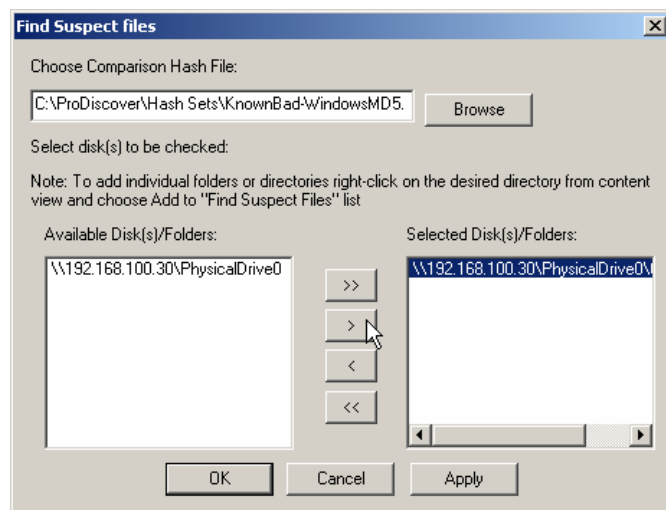 Find Suspect files
Choose Comparison Hash File:
C:\ProDiscover\Hash Sets\KnownBad-WindowsMD5.
Browse
Select disk(s) to be checked:
Note: To add individual folders or directories right-click on the desired directory from content
view and choose Add to "Find Suspect Files" list
Available Disk(s)/Folders:
Selected Disk(s)/Folders:
\\192.168.100.30\PhysicalDrive0
\\192.168.100.30\PhysicalDrive0\
>>
>
<
<<
OK
Cancel
Apply